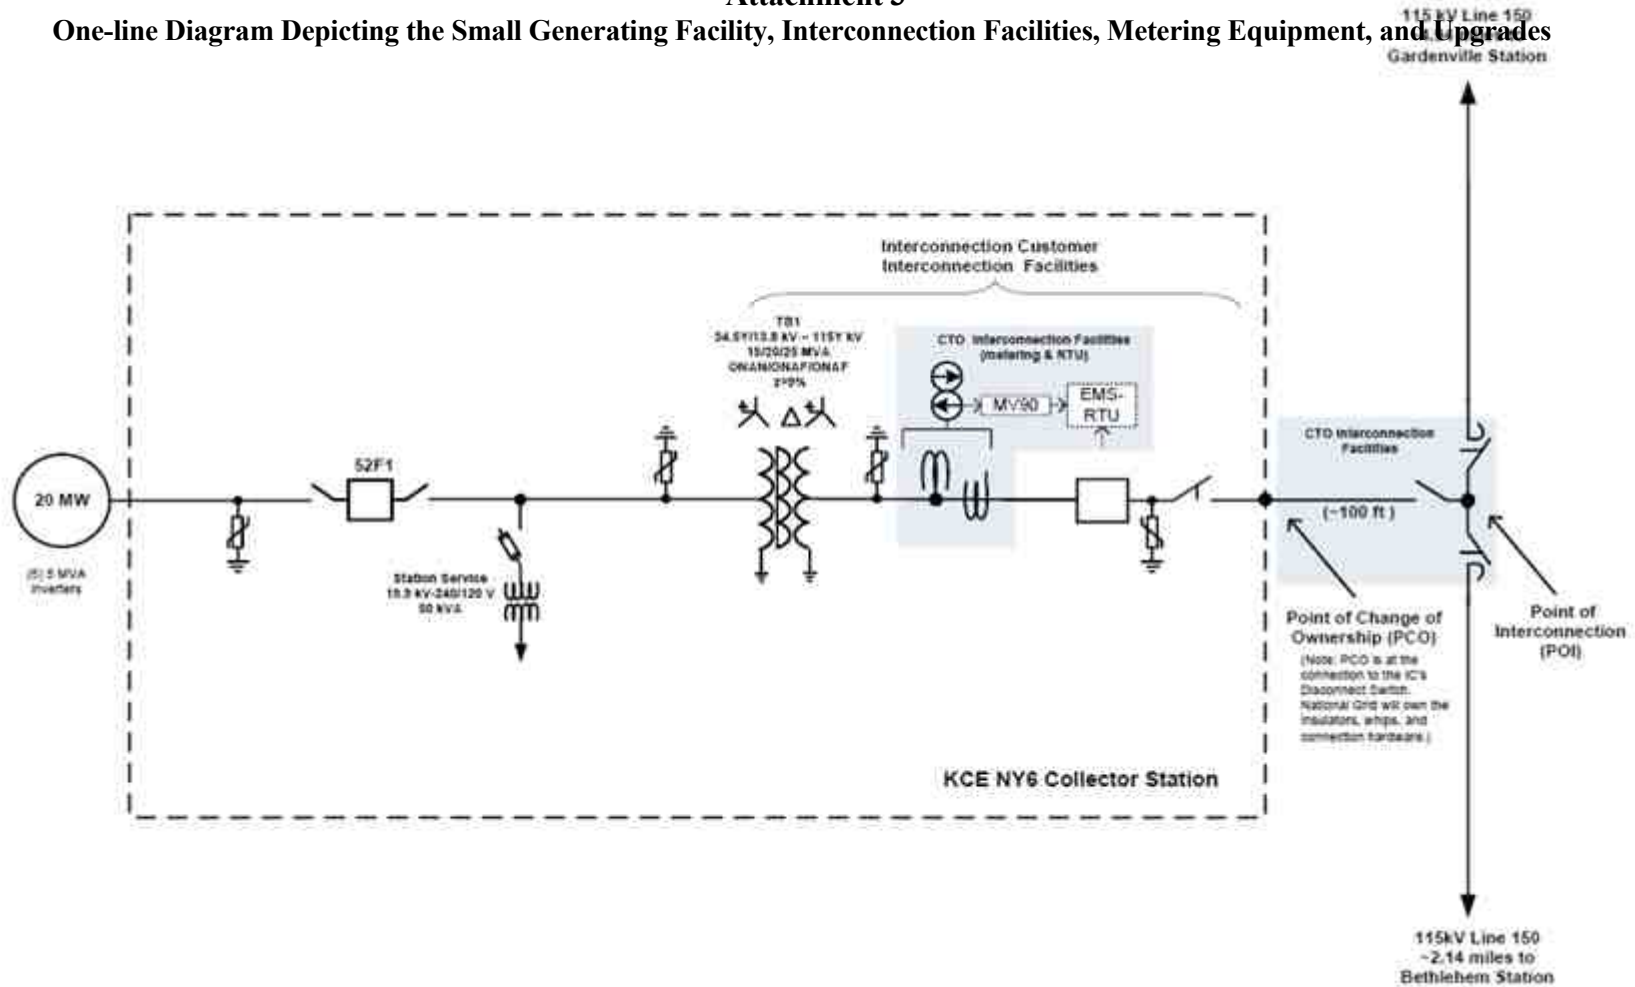 One-line Diagram Depicting the Small Generating Facility, Interconnection Facilities, Metering Equipment, and Upgrades
115 kV Line 150
Gardenville Station
Interconnection Customer
Interconnection Facilities
TB1
34.5Y/13.8 kV – 115Y kV
15/20/25 MVA
ONAN/ONAF/ONAF
CTO Interconnection Facilities
(metering & RTU)
MV90
EMS-
RTU
CTO Interconnection
Facilities
52F1
20 MW
(~100 ft )
(5) 5 MVA
Inverters
Station Service
kV-240/120 V
50 kVA
Point of Change of
Ownership (PCO)
(Note: PCO is at the
connection to the IC's
Disconnect Switch.
National Grid will own the
insulators, whips, and
connection hardware.)
Point of
Interconnection
(POI)
KCE NY6 Collector Station
115kV Line 150
~2.14 miles to
Bethlehem Station